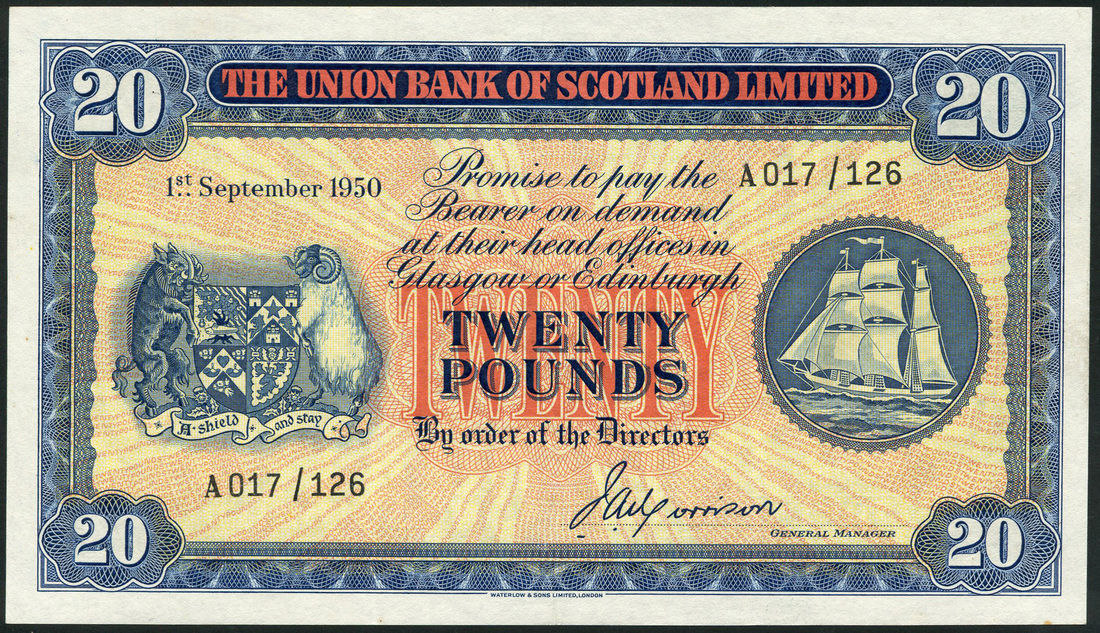 20
THE UNION BANK OF SCOTLAND LIMITED
20
1st September 1950
Promise to pay the
Bearer on demand
at their head offices in
Glasgow or Edinburgh
A 017 / 126
TWENTY
TWENTY
POUNDS
By order of the Directors
A·shield and stay
A 017 / 126
J A Morrison
GENERAL MANAGER
20
20
WATERLOW & SONS LIMITED, LONDON